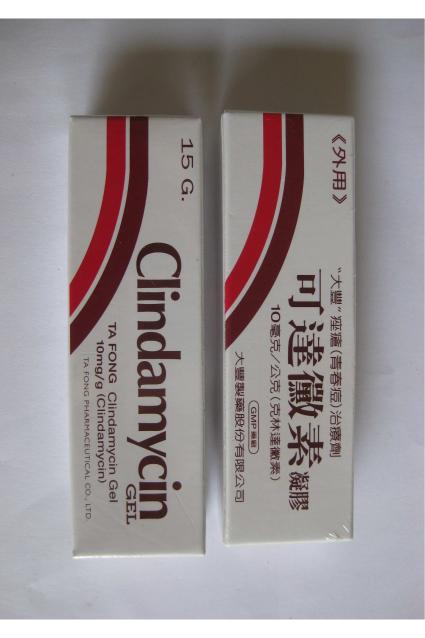 15 G.
Clindamycin
GEL
TA FONG Clindamycin Gel
10mg/g (Clindamycin)
TA FONG PHARMACEUTICAL CO., LTD.
《外用》
"大豐"痤瘡(青春痘)治療劑
可達黴素凝膠
10毫克/公克(克林達黴素)
GMP藥廠
大豐製藥股份有限公司